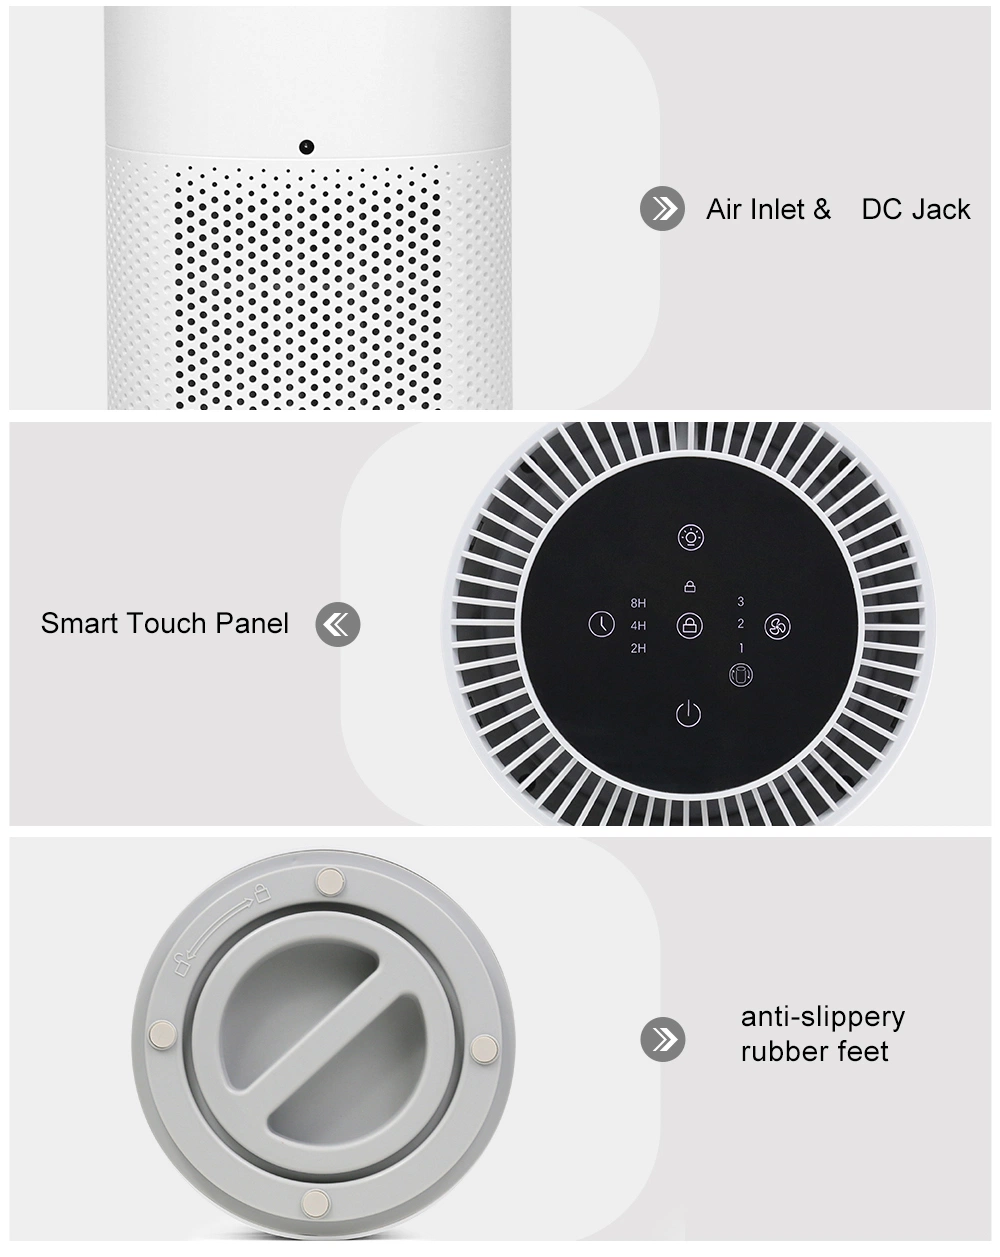 Air Inlet & DC Jack
Smart Touch Panel
8H
4H
2H
3
2
1
anti-slippery
rubber feet